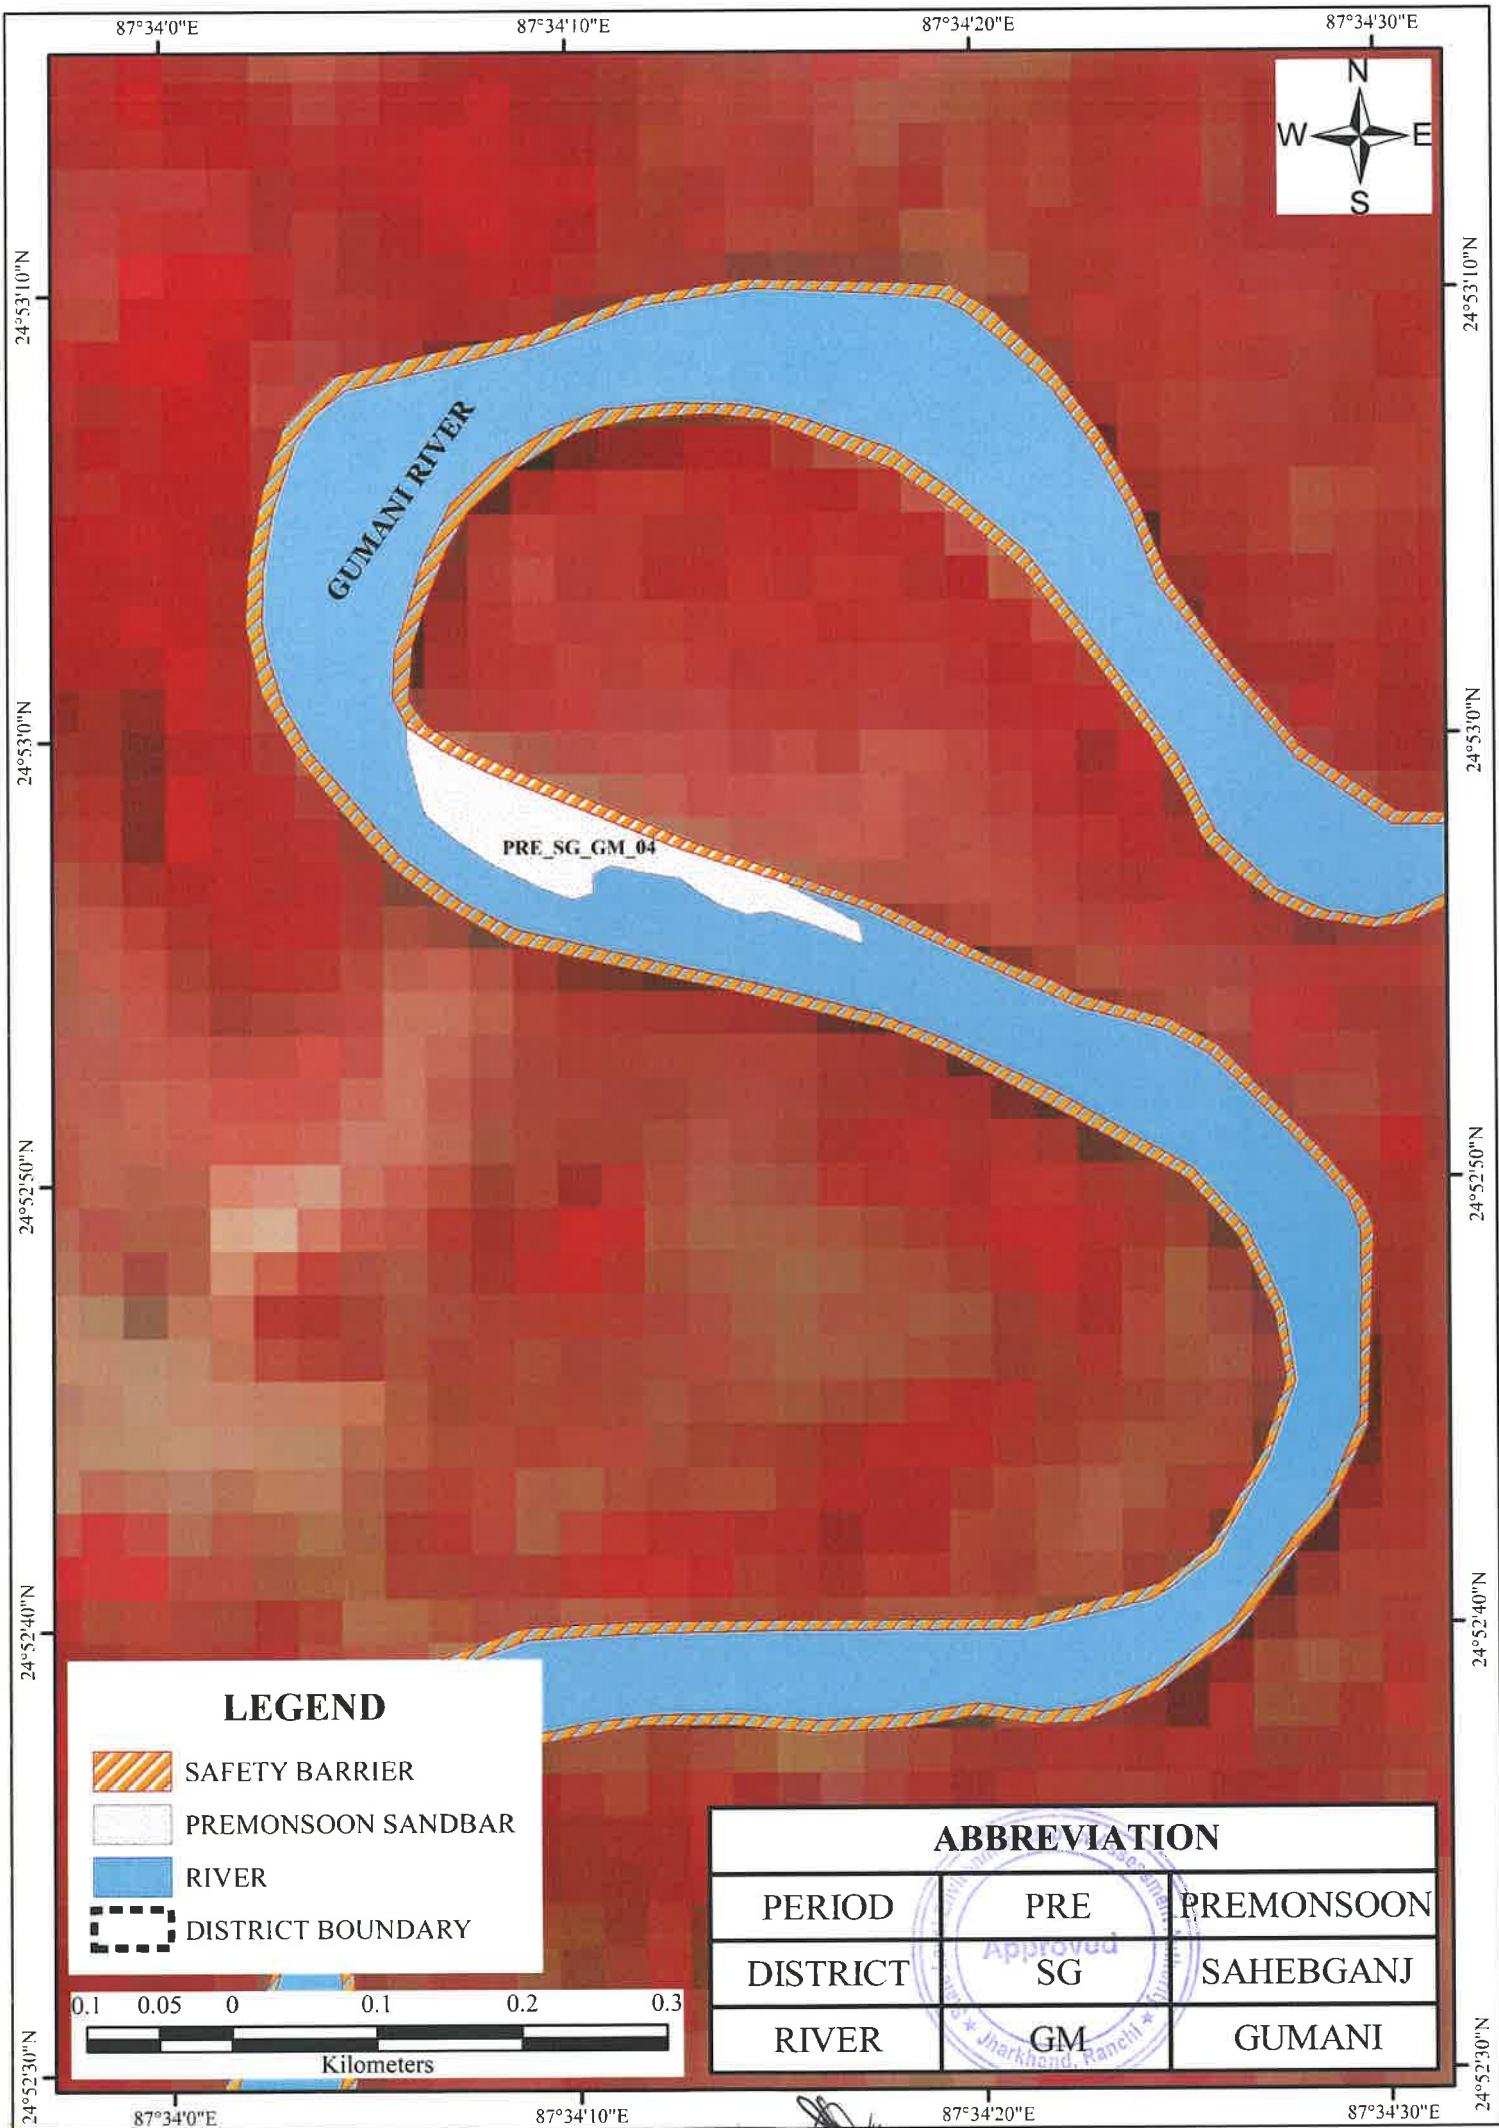 87°34'0"E 87°34'10"E 87°34'20"E 87°34'30"E
N
W E
S
24°53'10"N 24°53'10"N
GUMANI RIVER
24°53'0"N 24°53'0"N
PRE_SG_GM_04
24°52'50"N 24°52'50"N
24°52'40"N 24°52'40"N
LEGEND
SAFETY BARRIER
PREMONSOON SANDBAR
RIVER
DISTRICT BOUNDARY
0.1 0.05 0 0.1 0.2 0.3
Kilometers
ABBREVIATION
PERIOD PRE PREMONSOON
DISTRICT SG SAHEBGANJ
RIVER GM GUMANI
Approved
Jharkhand, Ranchi
24°52'30"N 24°52'30"N
87°34'0"E 87°34'10"E 87°34'20"E 87°34'30"E